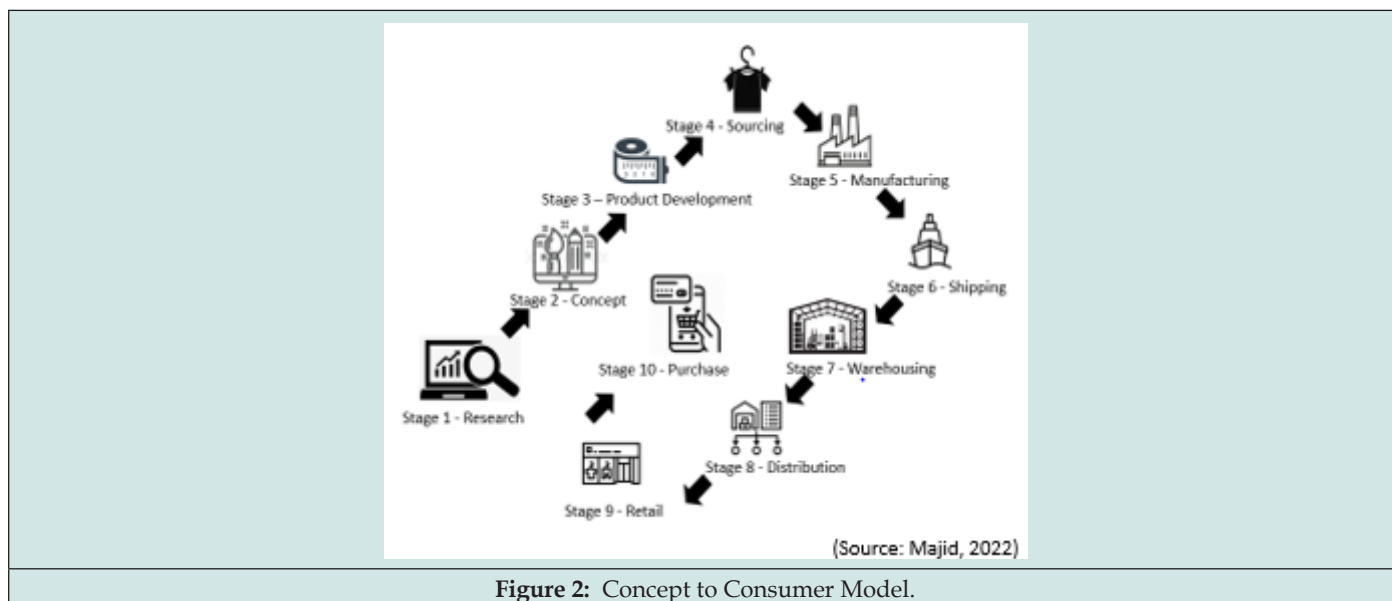 Stage 1 - Research
Stage 2 - Concept
Stage 3 – Product Development
Stage 4 - Sourcing
Stage 5 - Manufacturing
Stage 6 - Shipping
Stage 7 - Warehousing
Stage 8 - Distribution
Stage 9 - Retail
Stage 10 - Purchase
(Source: Majid, 2022)
Figure 2: Concept to Consumer Model.